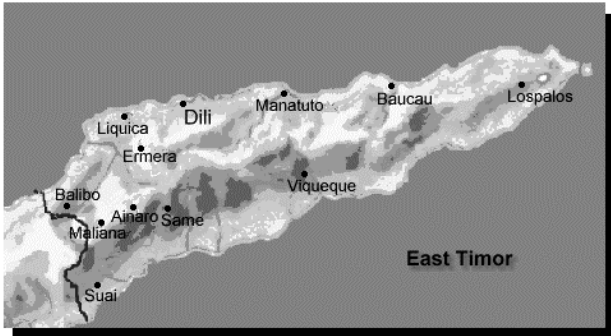 Dili
Manatuto
Baucau
Lospalos
Liquica
Ermera
Viqueque
Balibo
Ainaro
Same
Maliana
East Timor
Suai